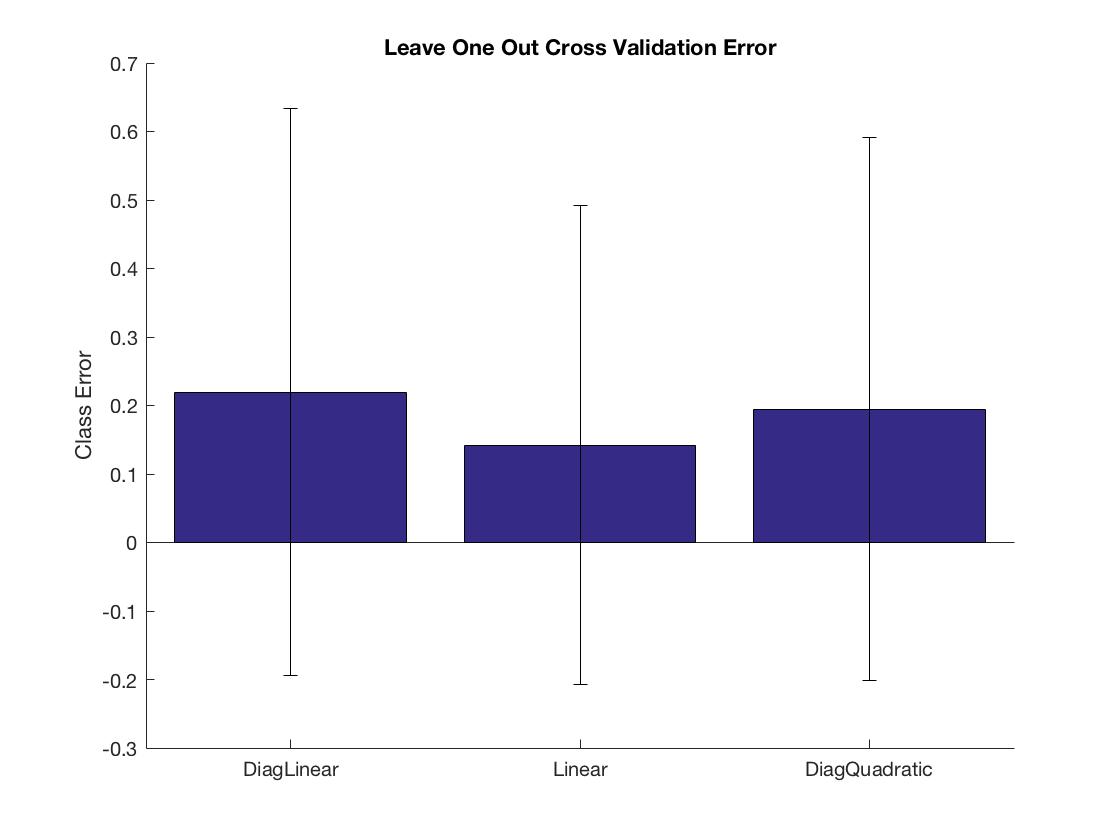 Leave One Out Cross Validation Error
0.7
0.6
0.5
0.4
0.3
0.2
0.1
0
-0.1
-0.2
-0.3
Class Error
DiagLinear
Linear
DiagQuadratic